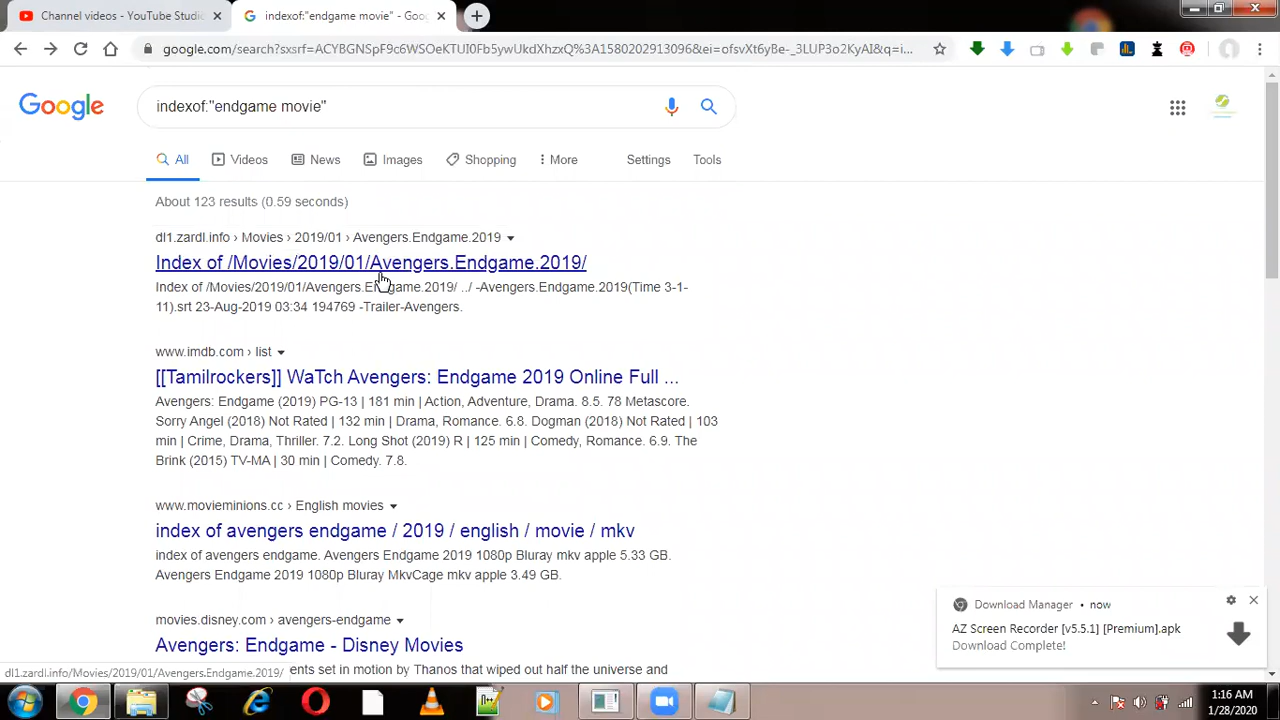 Channel videos - YouTube Studi
indexof:"endgame movie" - Goo
google.com/search?sxsrf=ACYBGNSpF9c6WSOeKTUI0Fb5ywUkdXhzxQ%3A1580202913096&ei=ofsvXt6yBe-_3LUP3o2KyAI&q=i...
Google
indexof:"endgame movie"
All
Videos
News
Images
Shopping
More
Settings
Tools
About 123 results (0.59 seconds)
dl1.zardl.info › Movies › 2019/01 › Avengers.Endgame.2019
Index of /Movies/2019/01/Avengers.Endgame.2019/
Index of /Movies/2019/01/Avengers.Endgame.2019/ ../ -Avengers.Endgame.2019(Time 3-1-
11).srt 23-Aug-2019 03:34 194769 -Trailer-Avengers.
www.imdb.com › list
[[Tamilrockers]] WaTch Avengers: Endgame 2019 Online Full ...
Avengers: Endgame (2019) PG-13 | 181 min | Action, Adventure, Drama. 8.5. 78 Metascore.
Sorry Angel (2018) Not Rated | 132 min | Drama, Romance. 6.8. Dogman (2018) Not Rated | 103
min | Crime, Drama, Thriller. 7.2. Long Shot (2019) R | 125 min | Comedy, Romance. 6.9. The
Brink (2015) TV-MA | 30 min | Comedy. 7.8.
www.movieminions.cc › English movies
index of avengers endgame / 2019 / english / movie / mkv
index of avengers endgame. Avengers Endgame 2019 1080p Bluray mkv apple 5.33 GB.
Avengers Endgame 2019 1080p Bluray MkvCage mkv apple 3.49 GB.
movies.disney.com › avengers-endgame
Avengers: Endgame - Disney Movies
ents set in motion by Thanos that wiped out half the universe and
dl1.zardl.info/Movies/2019/01/Avengers.Endgame.2019/
Download Manager • now
AZ Screen Recorder [v5.5.1] [Premium].apk
Download Complete!
1:16 AM
1/28/2020